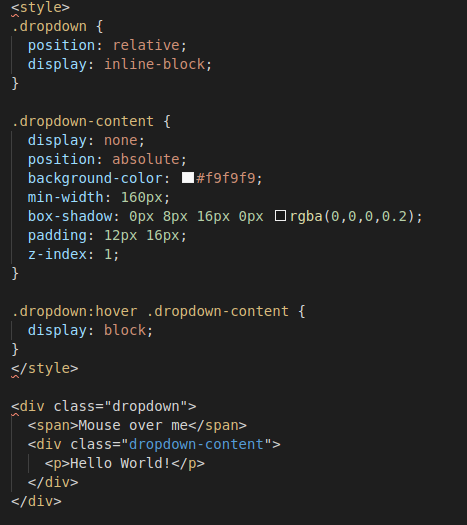 <style>
.dropdown {
  position: relative;
  display: inline-block;
}

.dropdown-content {
  display: none;
  position: absolute;
  background-color: #f9f9f9;
  min-width: 160px;
  box-shadow: 0px 8px 16px 0px rgba(0,0,0,0.2);
  padding: 12px 16px;
  z-index: 1;
}

.dropdown:hover .dropdown-content {
  display: block;
}
</style>

<div class="dropdown">
  <span>Mouse over me</span>
  <div class="dropdown-content">
    <p>Hello World!</p>
  </div>
</div>